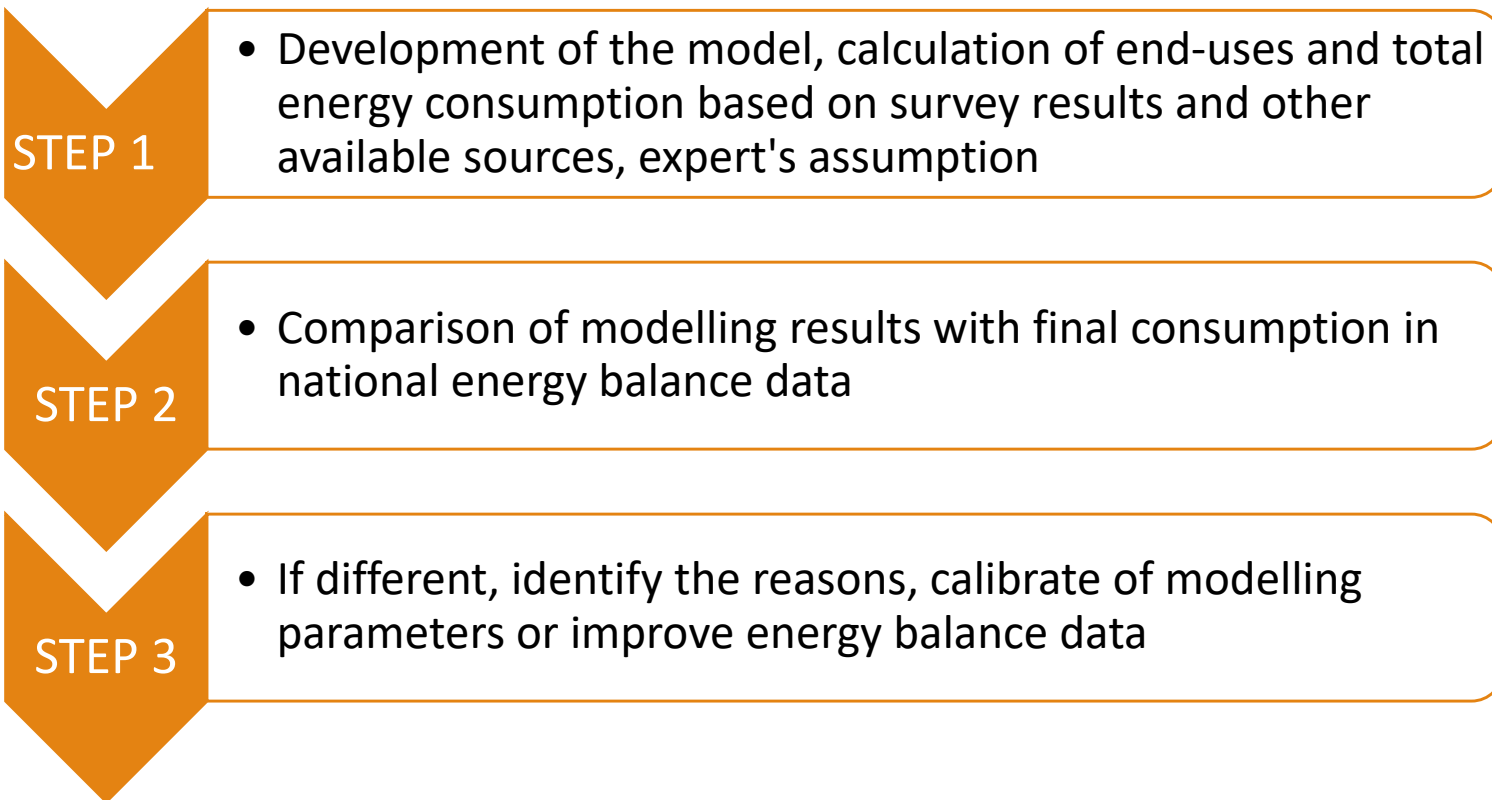 STEP 1
• Development of the model, calculation of end-uses and total
energy consumption based on survey results and other
available sources, expert's assumption
STEP 2
• Comparison of modelling results with final consumption in
national energy balance data
STEP 3
• If different, identify the reasons, calibrate of modelling
parameters or improve energy balance data